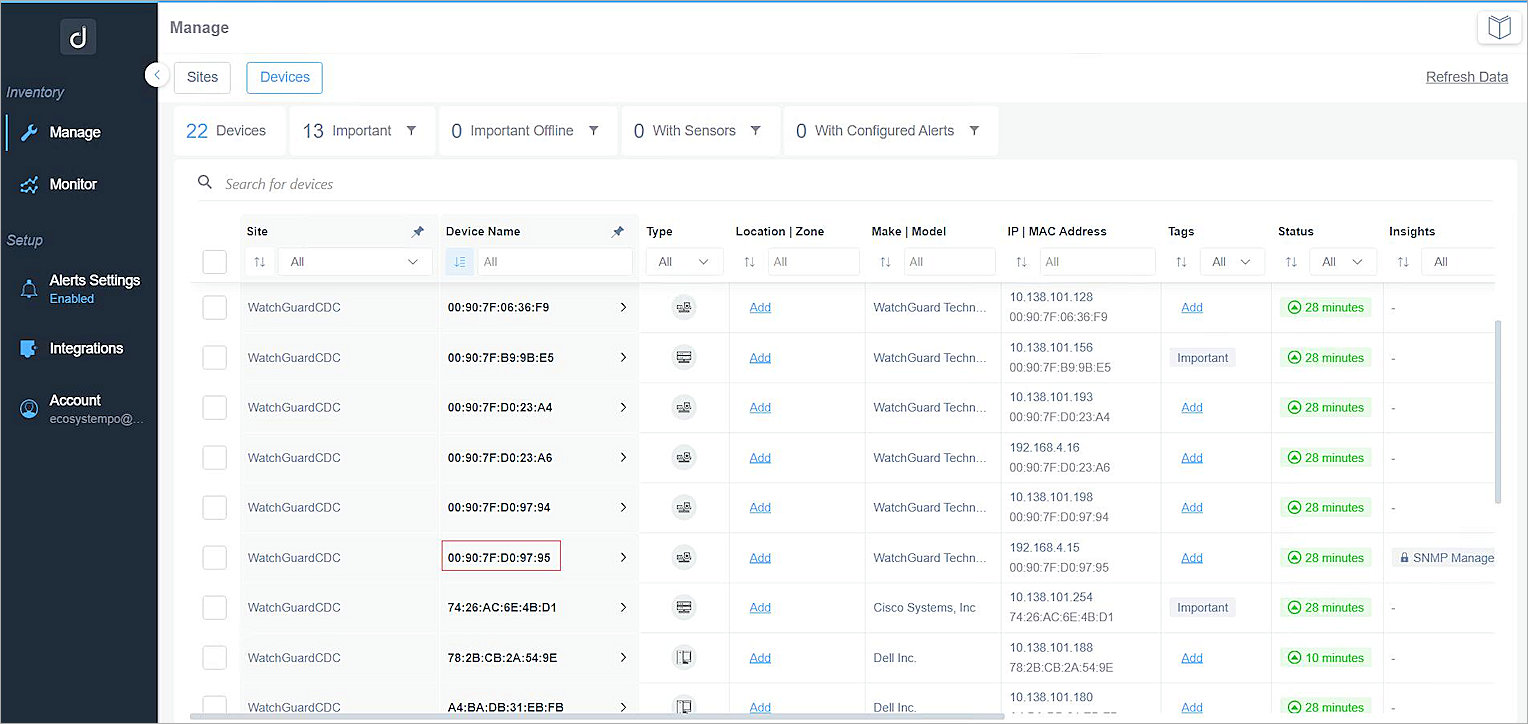 d
Manage
Inventory
Sites
Devices
Refresh Data
Manage
22 Devices
13 Important
0 Important Offline
0 With Sensors
0 With Configured Alerts
Monitor
Search for devices
Setup
Site
Device Name
Type
Location | Zone
Make | Model
IP | MAC Address
Tags
Status
Insights
All
All
All
All
All
All
All
All
All
Alerts Settings
Enabled
Integrations
Account
ecosystempo@...
WatchGuardCDC 00:90:7F:06:36:F9 Add WatchGuard Techn... 10.138.101.128 Add 28 minutes -
00:90:7F:06:36:F9
WatchGuardCDC 00:90:7F:B9:9B:E5 Add WatchGuard Techn... 10.138.101.156 Important 28 minutes -
00:90:7F:B9:9B:E5
WatchGuardCDC 00:90:7F:D0:23:A4 Add WatchGuard Techn... 10.138.101.193 Add 28 minutes -
00:90:7F:D0:23:A4
WatchGuardCDC 00:90:7F:D0:23:A6 Add WatchGuard Techn... 192.168.4.16 Add 28 minutes -
00:90:7F:D0:23:A6
WatchGuardCDC 00:90:7F:D0:97:94 Add WatchGuard Techn... 10.138.101.198 Add 28 minutes -
00:90:7F:D0:97:94
WatchGuardCDC 00:90:7F:D0:97:95 Add WatchGuard Techn... 192.168.4.15 Add 28 minutes SNMP Manage
00:90:7F:D0:97:95
WatchGuardCDC 74:26:AC:6E:4B:D1 Add Cisco Systems, Inc 10.138.101.254 Important 28 minutes -
74:26:AC:6E:4B:D1
WatchGuardCDC 78:2B:CB:2A:54:9E Add Dell Inc. 10.138.101.188 Add 10 minutes -
78:2B:CB:2A:54:9E
WatchGuardCDC A4:BA:DB:31:EB:FB Add Dell Inc. 10.138.101.180 Add 28 minutes -